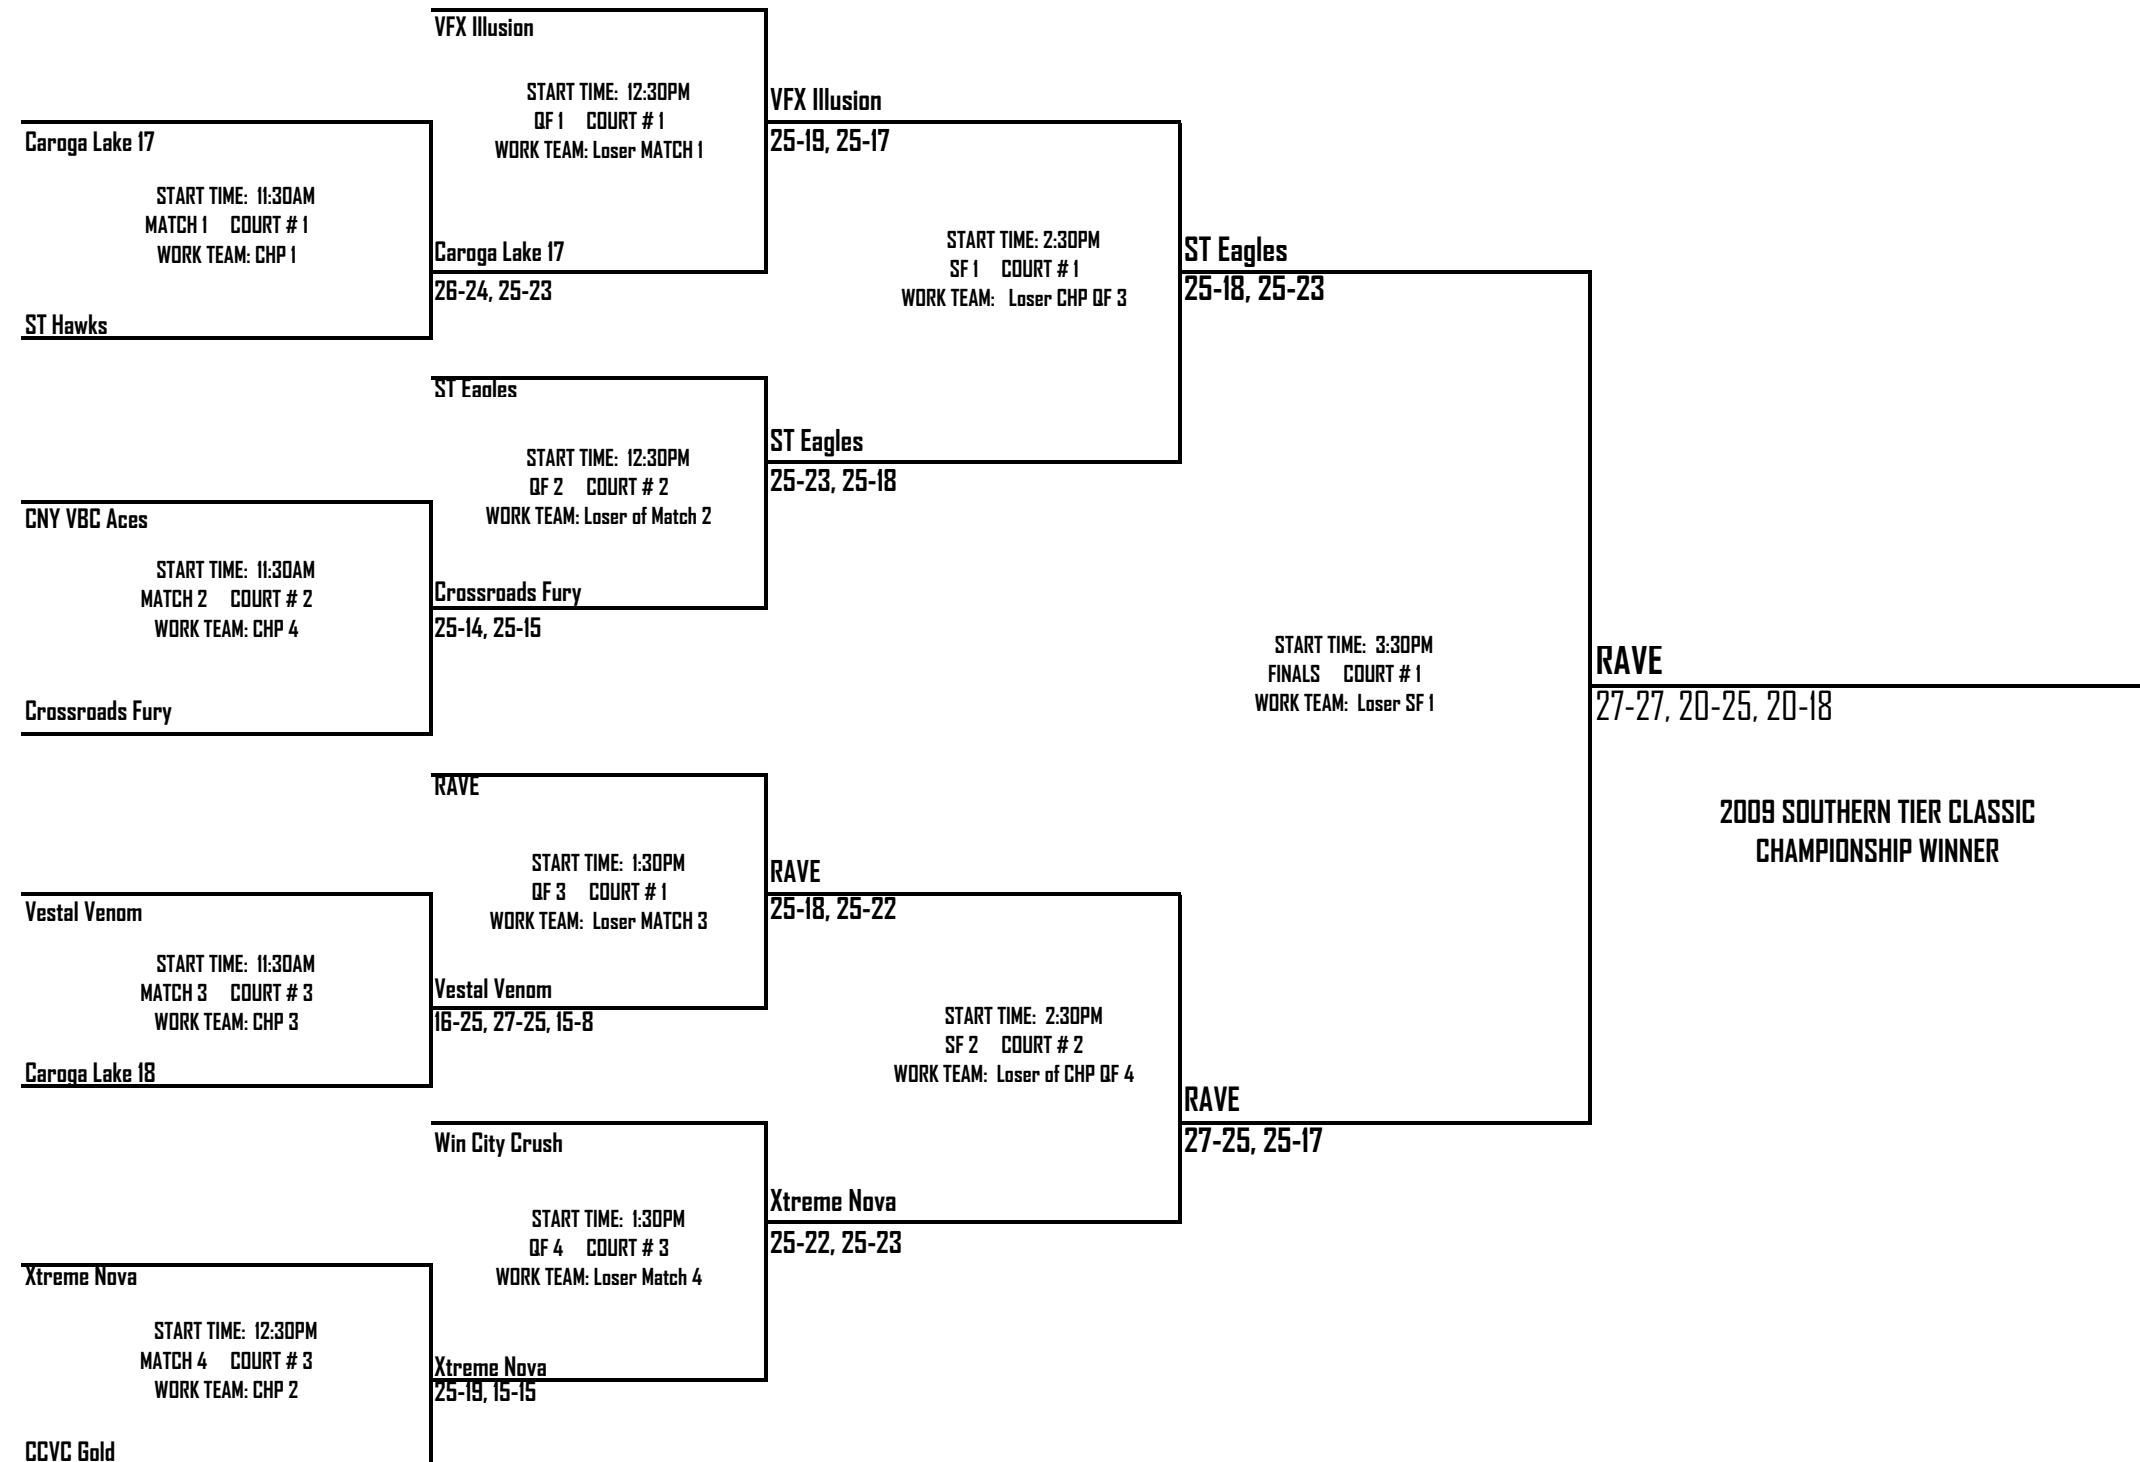 VFX Illusion
START TIME: 12:30PM
QF 1 COURT # 1
WORK TEAM: Loser MATCH 1
VFX Illusion
25-19, 25-17
Caroga Lake 17
START TIME: 11:30AM
MATCH 1 COURT # 1
WORK TEAM: CHP 1
Caroga Lake 17
26-24, 25-23
ST Hawks
START TIME: 2:30PM
SF 1 COURT # 1
WORK TEAM: Loser CHP QF 3
ST Eagles
25-18, 25-23
ST Eagles
START TIME: 12:30PM
QF 2 COURT # 2
WORK TEAM: Loser of Match 2
ST Eagles
25-23, 25-18
CNY VBC Aces
START TIME: 11:30AM
MATCH 2 COURT # 2
WORK TEAM: CHP 4
Crossroads Fury
25-14, 25-15
Crossroads Fury
START TIME: 3:30PM
FINALS COURT # 1
WORK TEAM: Loser SF 1
RAVE
27-27, 20-25, 20-18
2009 SOUTHERN TIER CLASSIC
CHAMPIONSHIP WINNER
RAVE
START TIME: 1:30PM
QF 3 COURT # 1
WORK TEAM: Loser MATCH 3
RAVE
25-18, 25-22
Vestal Venom
START TIME: 11:30AM
MATCH 3 COURT # 3
WORK TEAM: CHP 3
Vestal Venom
16-25, 27-25, 15-8
Caroga Lake 18
START TIME: 2:30PM
SF 2 COURT # 2
WORK TEAM: Loser of CHP QF 4
RAVE
27-25, 25-17
Win City Crush
START TIME: 1:30PM
QF 4 COURT # 3
WORK TEAM: Loser Match 4
Xtreme Nova
25-22, 25-23
Xtreme Nova
START TIME: 12:30PM
MATCH 4 COURT # 3
WORK TEAM: CHP 2
Xtreme Nova
25-19, 15-15
CCVC Gold